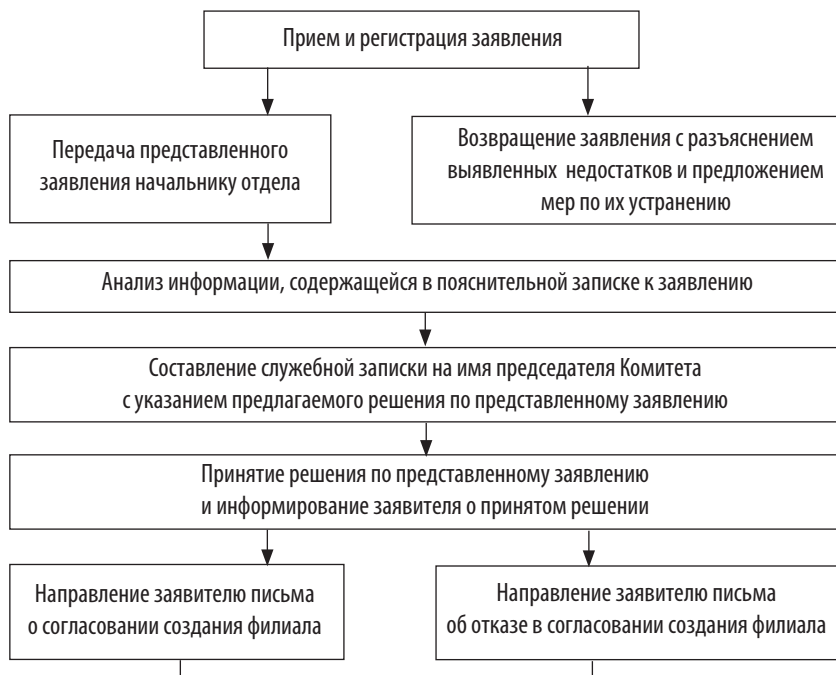 Прием и регистрация заявления
Передача представленного
заявления начальнику отдела
Возвращение заявления с разъяснением
выявленных недостатков и предложением
мер по их устранению
Анализ информации, содержащейся в пояснительной записке к заявлению
Составление служебной записки на имя председателя Комитета
с указанием предлагаемого решения по представленному заявлению
Принятие решения по представленному заявлению
и информирование заявителя о принятом решении
Направление заявителю письма
о согласовании создания филиала
Направление заявителю письма
об отказе в согласовании создания филиала